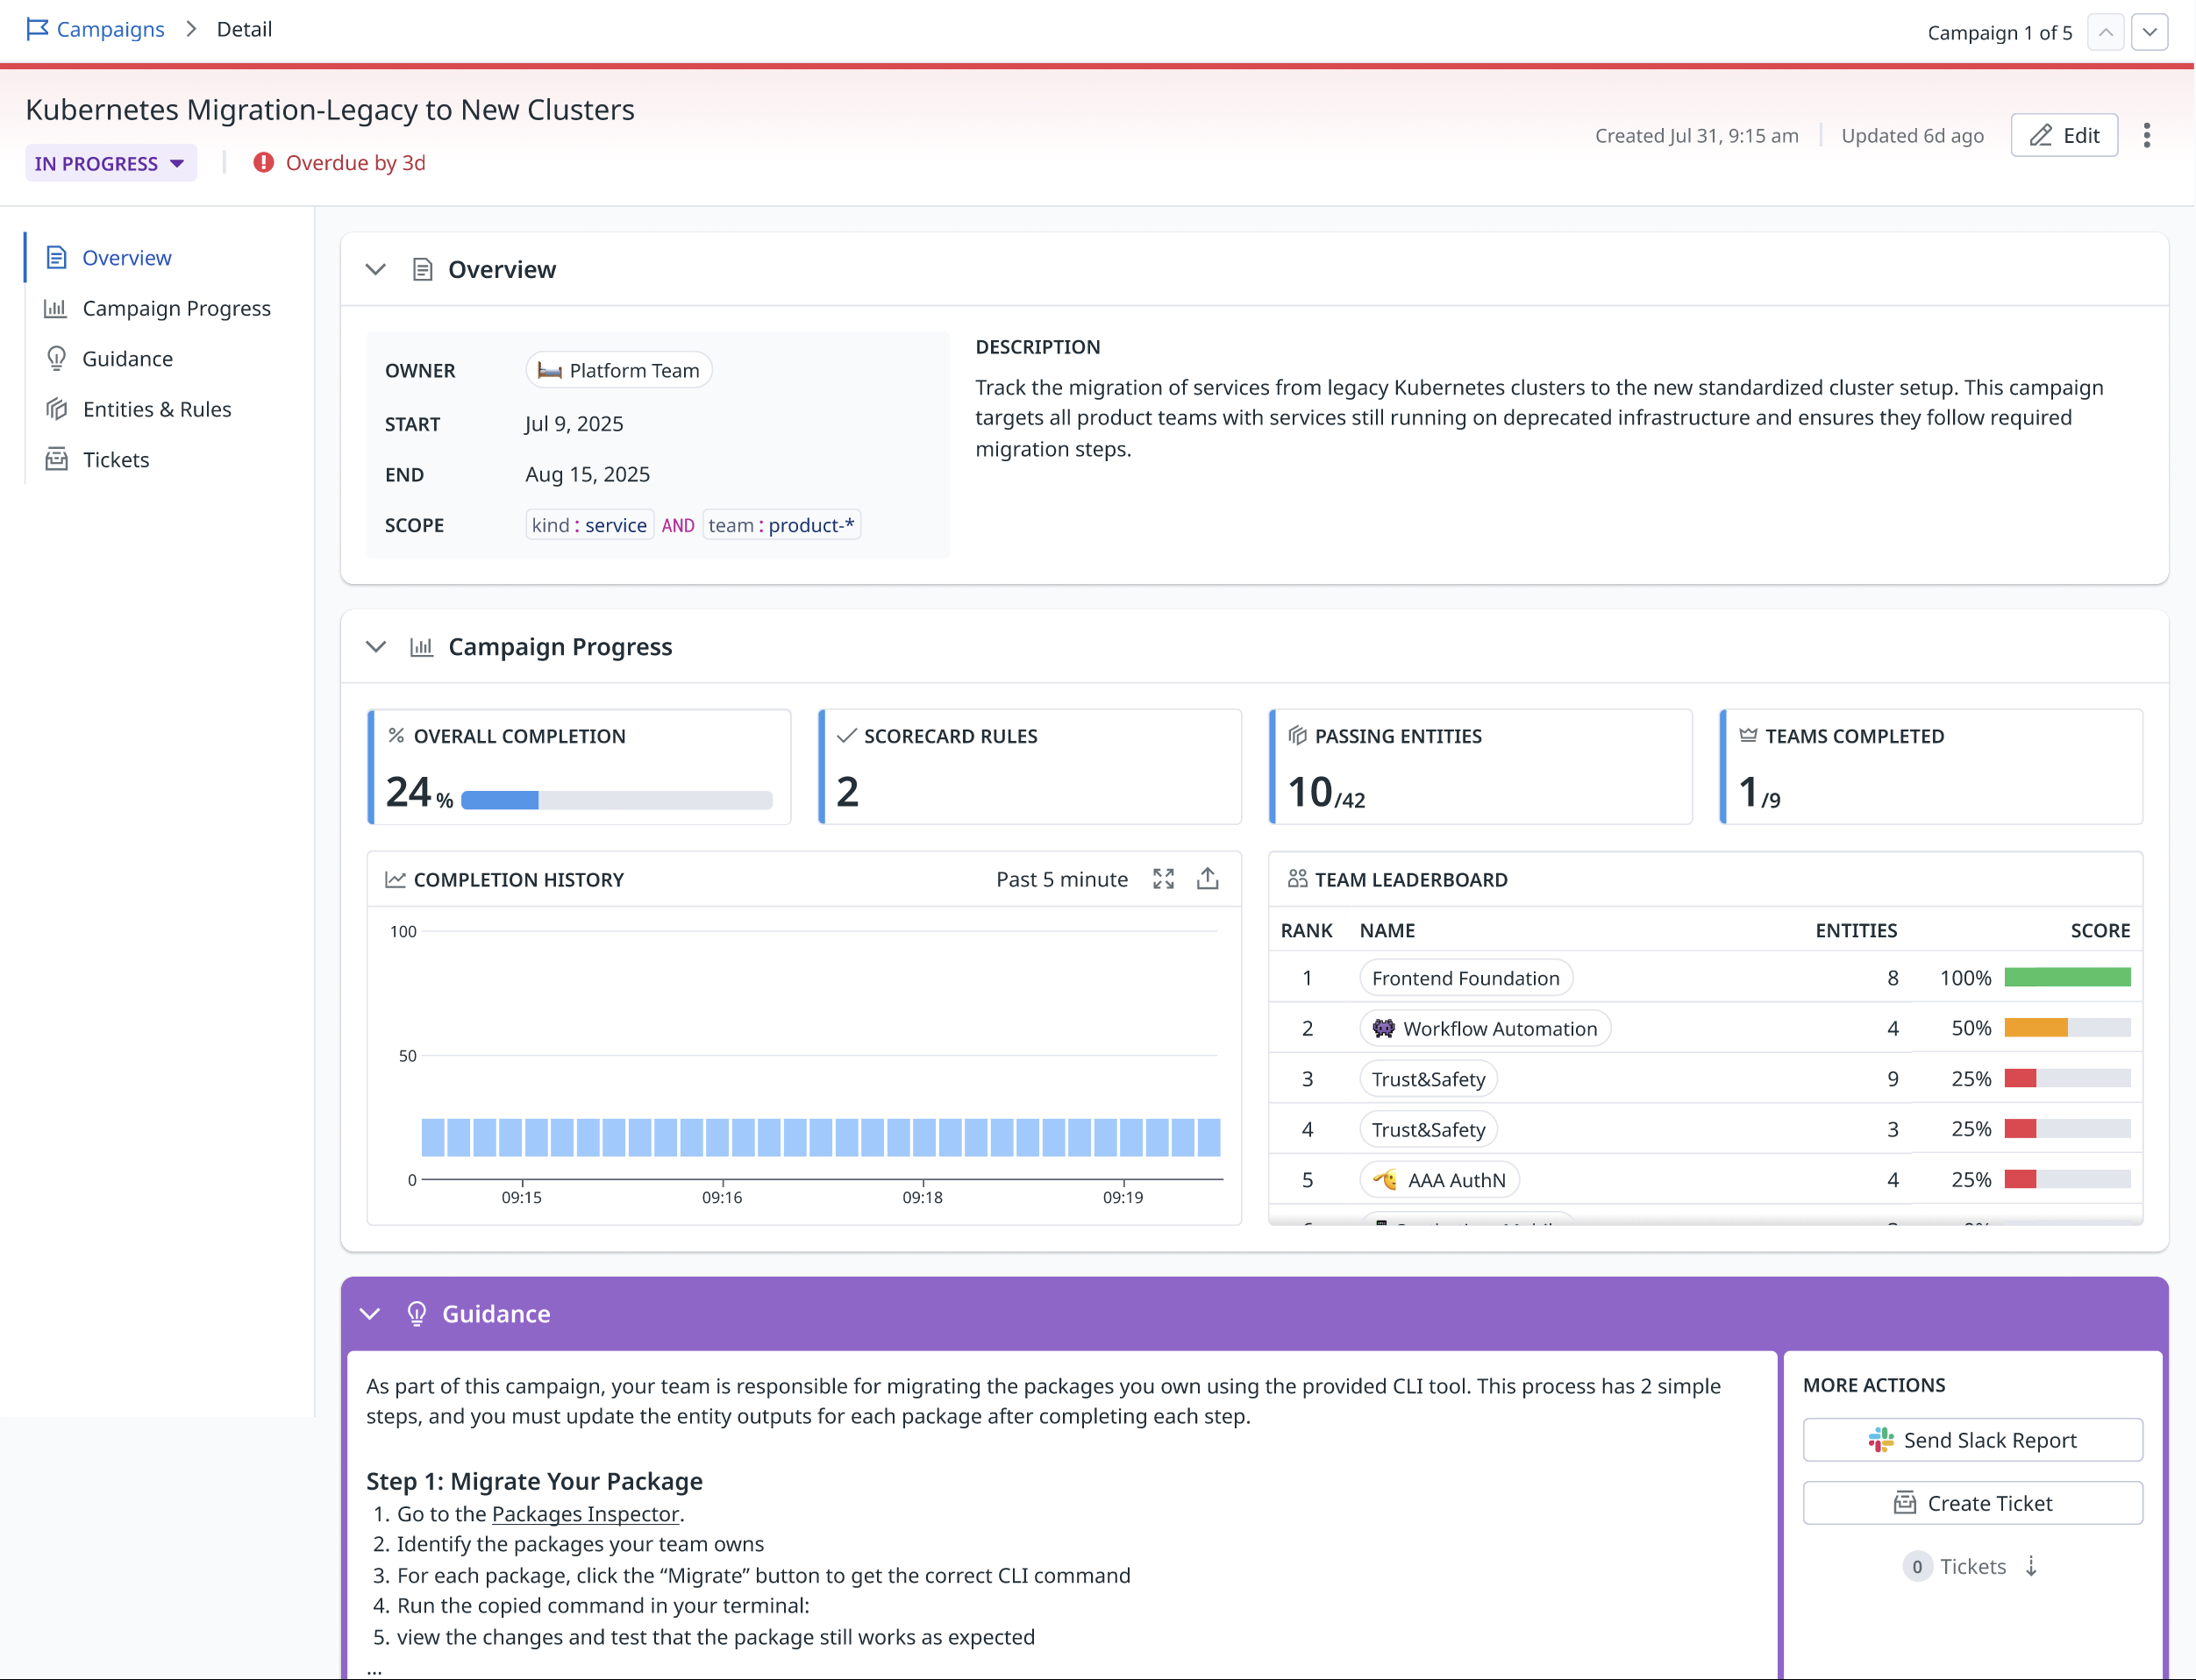 Campaigns > Detail
Campaign 1 of 5
Kubernetes Migration-Legacy to New Clusters
IN PROGRESS
Overdue by 3d
Created Jul 31, 9:15 am
Updated 6d ago
Edit
Overview
Campaign Progress
Guidance
Entities & Rules
Tickets
Overview
OWNER Platform Team
START Jul 9, 2025
END Aug 15, 2025
SCOPE kind:service AND team:product-*
DESCRIPTION
Track the migration of services from legacy Kubernetes clusters to the new standardized cluster setup. This campaign
targets all product teams with services still running on deprecated infrastructure and ensures they follow required
migration steps.
Campaign Progress
% OVERALL COMPLETION
24%
SCORECARD RULES
2
PASSING ENTITIES
10/42
TEAMS COMPLETED
1/9
COMPLETION HISTORY
Past 5 minute
100
50
0
09:15 09:16 09:18 09:19
TEAM LEADERBOARD
RANK NAME ENTITIES SCORE
1 Frontend Foundation 8 100%
2 Workflow Automation 4 50%
3 Trust&Safety 9 25%
4 Trust&Safety 3 25%
5 AAA AuthN 4 25%
Guidance
As part of this campaign, your team is responsible for migrating the packages you own using the provided CLI tool. This process has 2 simple
steps, and you must update the entity outputs for each package after completing each step.
Step 1: Migrate Your Package
1. Go to the Packages Inspector.
2. Identify the packages your team owns
3. For each package, click the “Migrate” button to get the correct CLI command
4. Run the copied command in your terminal:
5. view the changes and test that the package still works as expected
...
MORE ACTIONS
Send Slack Report
Create Ticket
0 Tickets